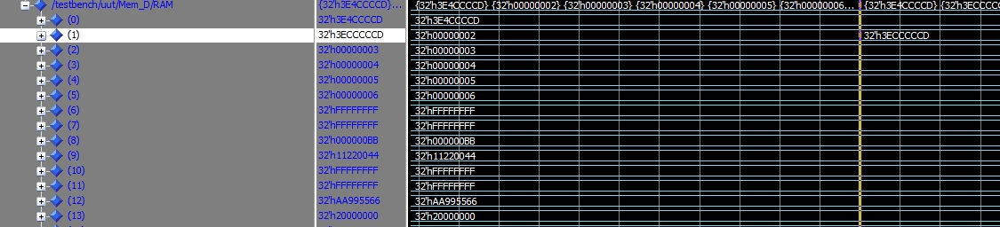 /testbench/uut/Mem_D/RAM {32'h3E4CCCCD}... {32'h3E4CCCCD} {32'h00000002} {32'h00000003} {32'h00000004} {32'h00000005} {32'h00000006... {32'h3E4CCCCD} {32'h3ECCCCC
(0) 32'h3E4CCCCD 32'h3E4CCCCD
(1) 32'h3ECCCCCD 32'h00000002 32'h3ECCCCCD
(2) 32'h00000003 32'h00000003
(3) 32'h00000004 32'h00000004
(4) 32'h00000005 32'h00000005
(5) 32'h00000006 32'h00000006
(6) 32'hFFFFFFFF 32'hFFFFFFFF
(7) 32'hFFFFFFFF 32'hFFFFFFFF
(8) 32'h000000BB 32'h000000BB
(9) 32'h11220044 32'h11220044
(10) 32'hFFFFFFFF 32'hFFFFFFFF
(11) 32'hFFFFFFFF 32'hFFFFFFFF
(12) 32'hAA995566 32'hAA995566
(13) 32'h20000000 32'h20000000